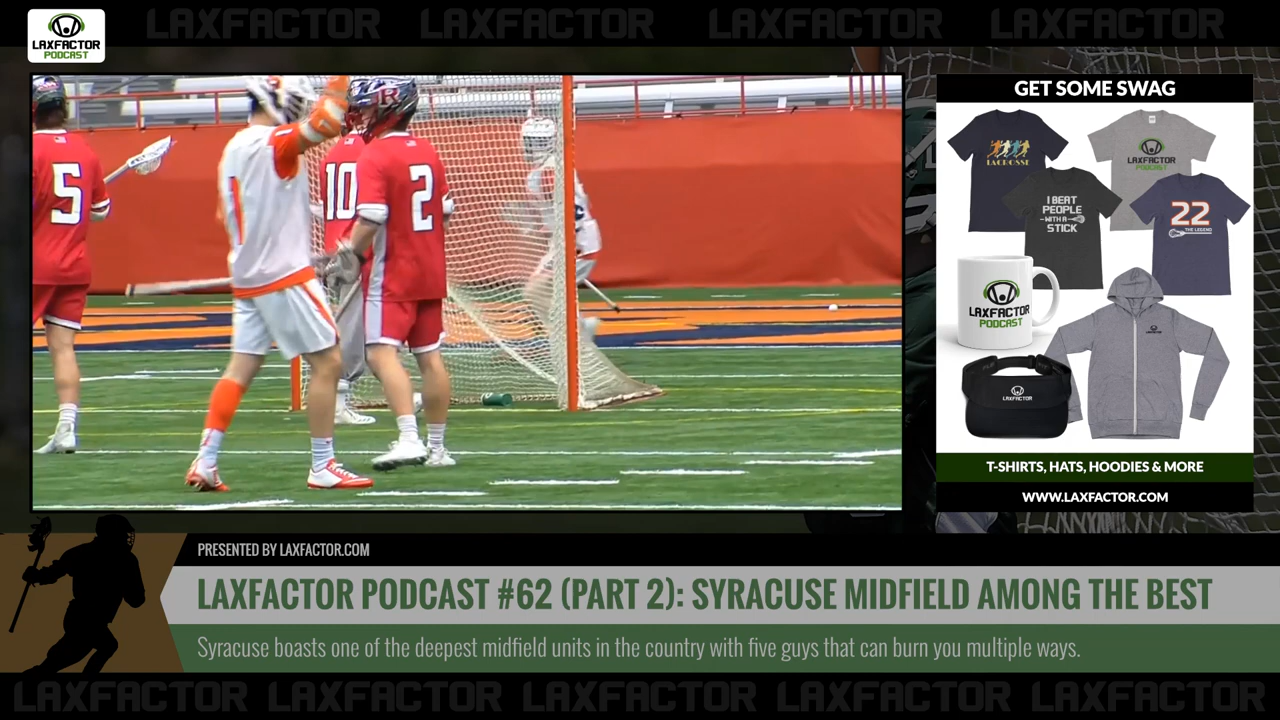 LAXFACTOR LAXFACTOR LAXFACTOR LAXFACTOR LAXFACTOR
LAXFACTOR
PODCAST
5
1
10
R
2
GET SOME SWAG
LACROSSE
LAXFACTOR
PODCAST
I BEAT
PEOPLE
-WITH A-
STICK
22
THE LEGEND
LAXFACTOR
PODCAST
LAXFACTOR
LAXFACTOR
T-SHIRTS, HATS, HOODIES & MORE
WWW.LAXFACTOR.COM
PRESENTED BY LAXFACTOR.COM
LAXFACTOR PODCAST #62 (PART 2): SYRACUSE MIDFIELD AMONG THE BEST
Syracuse boasts one of the deepest midfield units in the country with five guys that can burn you multiple ways.
LAXFACTOR LAXFACTOR LAXFACTOR LAXFACTOR LAXFACTOR